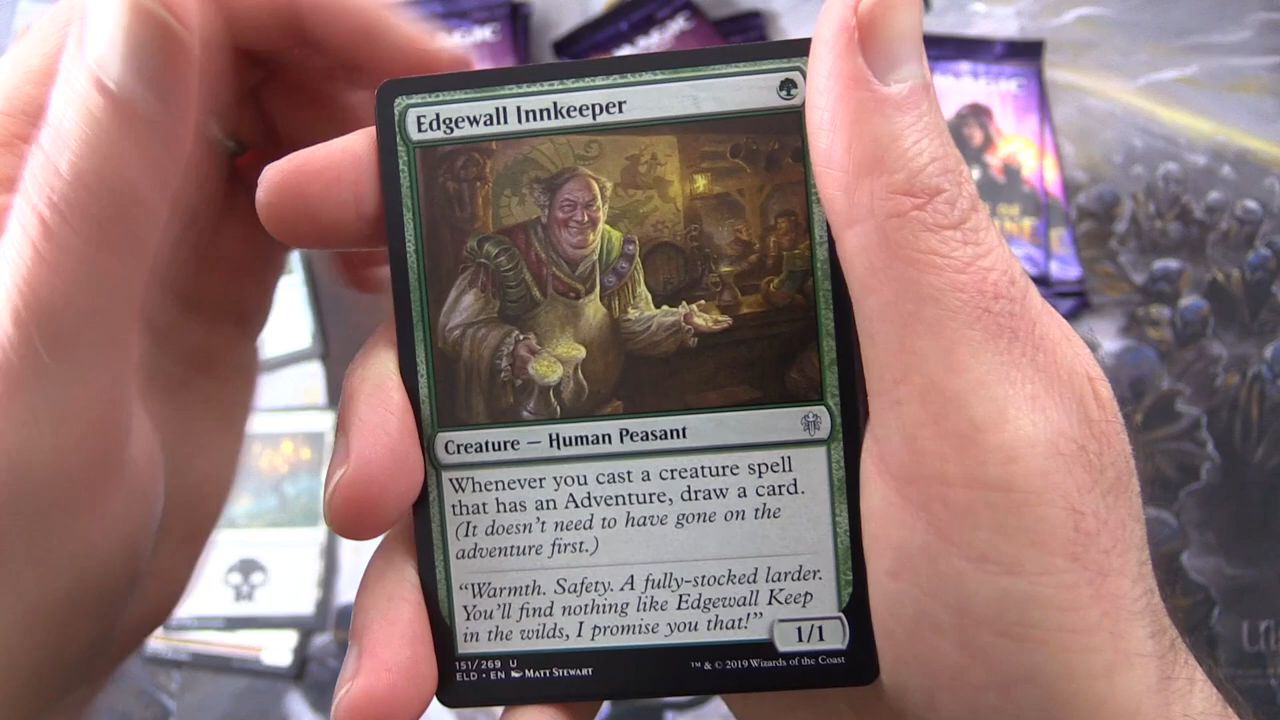 Edgewall Innkeeper
Creature — Human Peasant
Whenever you cast a creature spell
that has an Adventure, draw a card.
(It doesn't need to have gone on the
adventure first.)
"Warmth. Safety. A fully-stocked larder.
You'll find nothing like Edgewall Keep
in the wilds, I promise you that!"
1/1
151/269 U
ELD • EN MATT STEWART
™ & © 2019 Wizards of the Coast